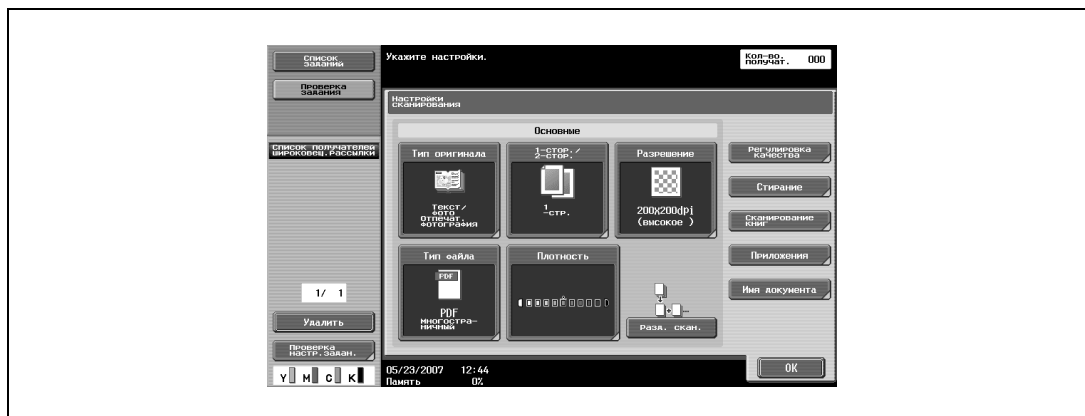 Список
заданий
Проверка
задания
Список получателей
широковещ.рассылки
1/ 1
Удалить
Проверка
настр.задан.
Y M C K
Укажите настройки.
Кол-во.
получат. 000
Настройки
сканирования
Основные
Тип оригинала
Текст/
фото
Отпечат.
фотография
1-стор./
2-стор.
1
-стр.
Разрешение
200X200dpi
(высокое )
Тип файла
PDF
PDF
многостра-
ничный
Плотность
Разд. скан.
Регулировка
качества
Стирание
Сканирование
книг
Приложения
Имя документа
05/23/2007 12:44
Память 0%
OK